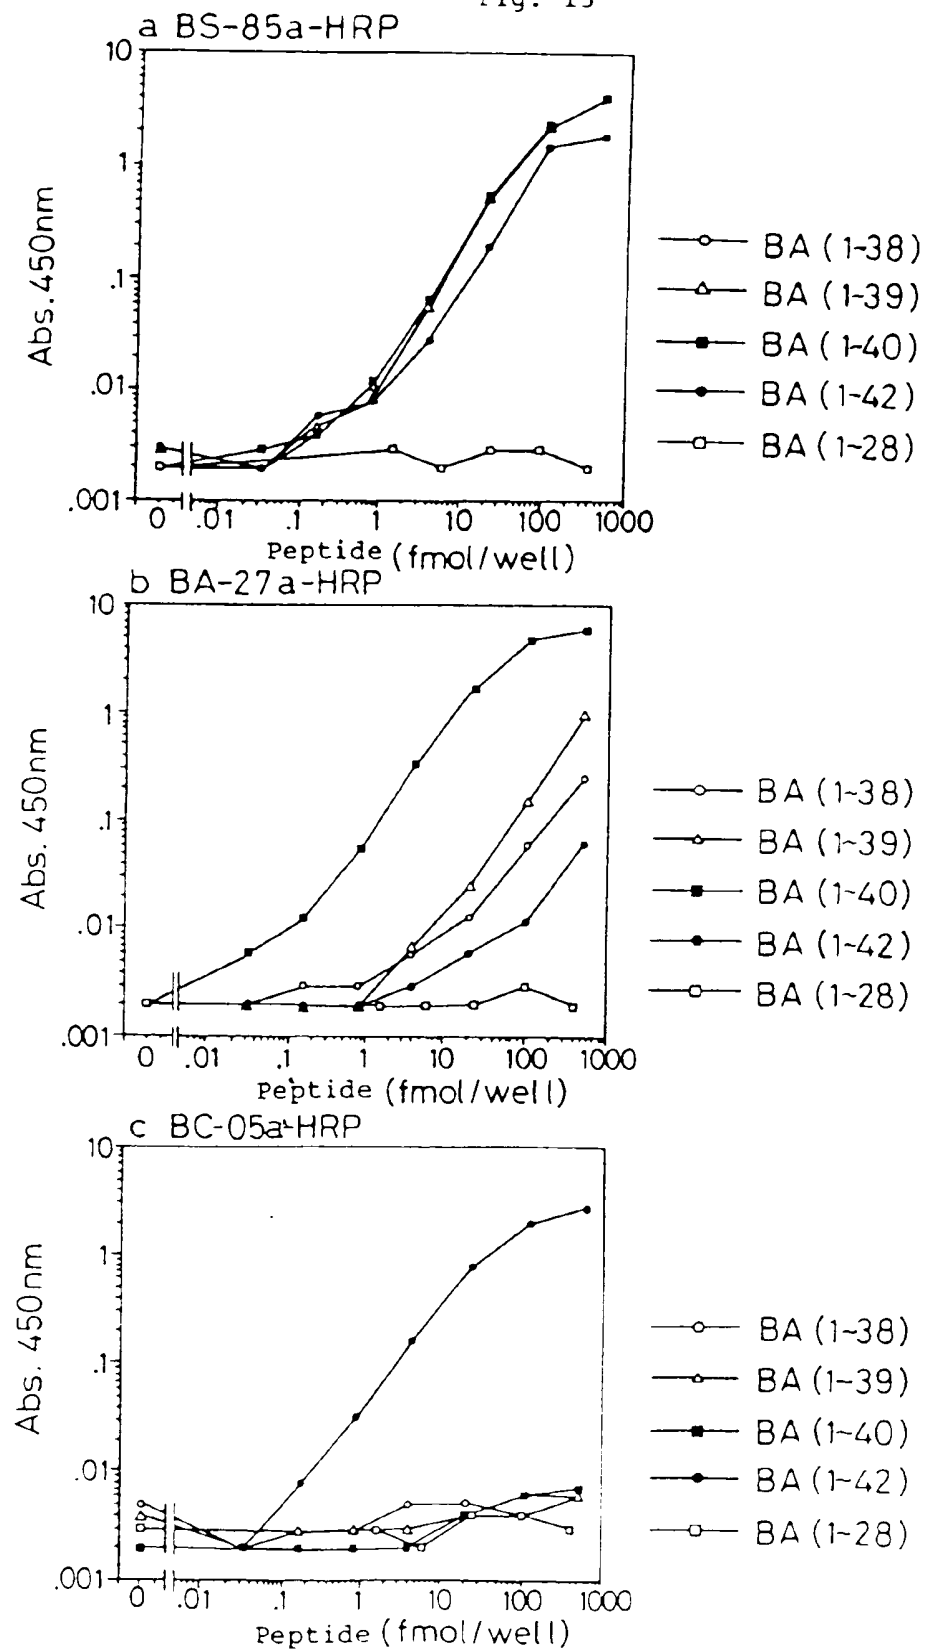 Fig. 13
a BS-85a-HRP
10
1
.1
.01
.001
Abs. 450nm
0 .01 .1 1 10 100 1000
Peptide (fmol/well)
BA (1~38)
BA (1~39)
BA (1~40)
BA (1~42)
BA (1~28)
b BA-27a-HRP
10
1
.1
.01
.001
Abs. 450nm
0 .01 .1 1 10 100 1000
Peptide (fmol/well)
BA (1~38)
BA (1~39)
BA (1~40)
BA (1~42)
BA (1~28)
c BC-05a-HRP
10
1
.1
.01
.001
Abs. 450nm
0 .01 .1 1 10 100 1000
Peptide (fmol/well)
BA (1~38)
BA (1~39)
BA (1~40)
BA (1~42)
BA (1~28)